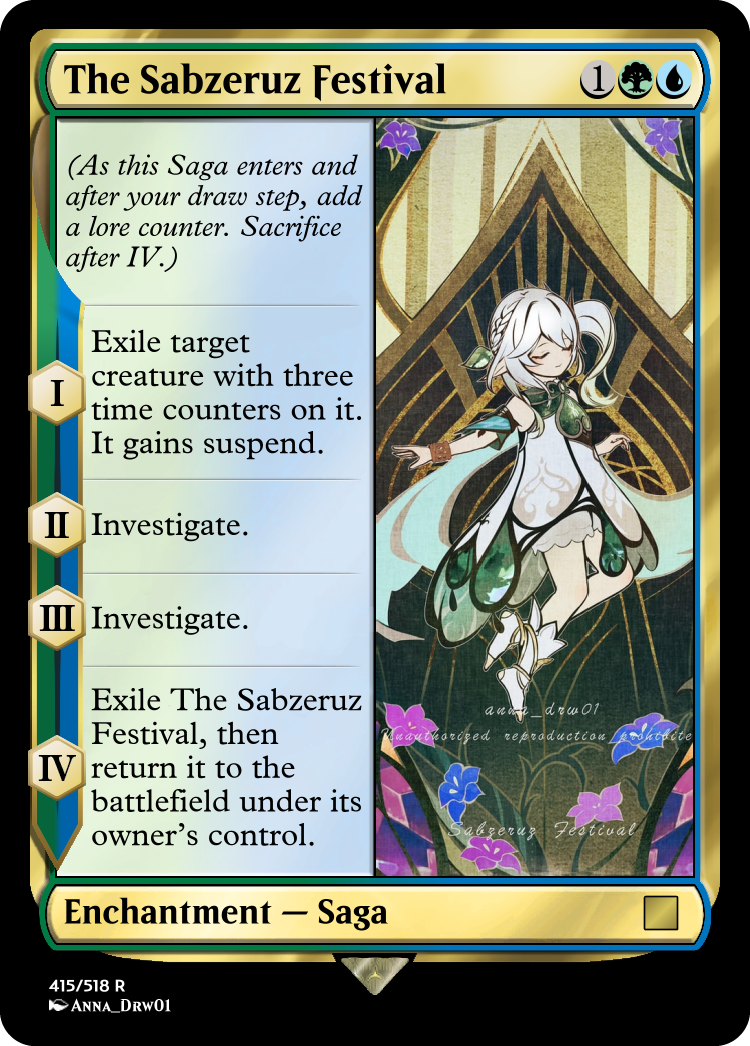 The Sabzeruz Festival
1
(As this Saga enters and
after your draw step, add
a lore counter. Sacrifice
after IV.)
I
Exile target
creature with three
time counters on it.
It gains suspend.
II
Investigate.
III
Investigate.
IV
Exile The Sabzeruz
Festival, then
return it to the
battlefield under its
owner's control.
anna_drw01
Unauthorized reproduction prohibite
Sabzeruz Festival
Enchantment — Saga
415/518 R
Anna_Drw01